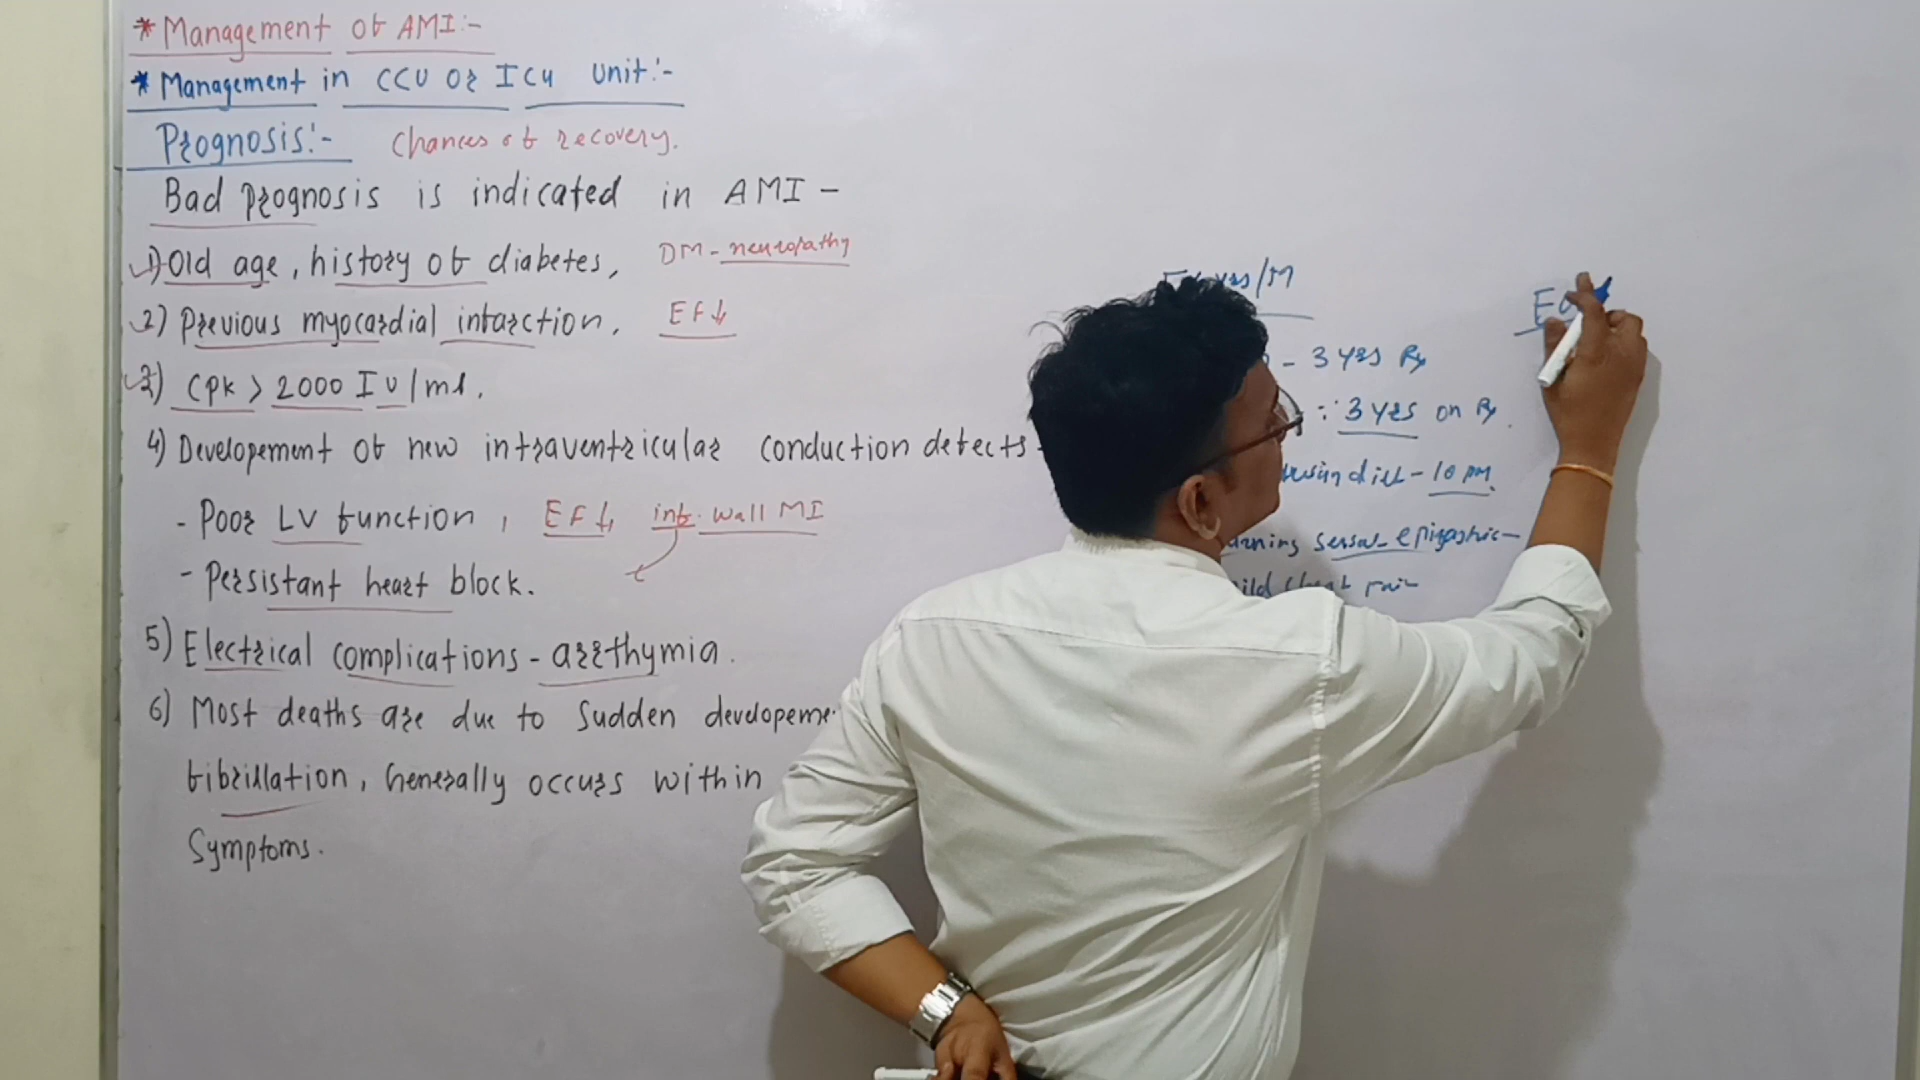 * Management of AMI:-
* Management in CCU or ICU Unit:-
Prognosis:- Chances of recovery.
Bad prognosis is indicated in AMI -
1) Old age, history of diabetes, DM - neuropathy
2) Previous myocardial infarction. EF↓
3) CPK > 2000 IU/ml.
4) Developement of new intraventricular conduction defects -
- Poor LV function, EF↓, inf. wall MI
- Persistant heart block.
5) Electrical complications - arrthymia.
6) Most deaths are due to Sudden developeme
fibrillation, Generally occurs within
Symptoms.
yrs/M
- 3 yrs Rx
∵ 3 yrs on Rx.
- 10 pm.
epigastric -
pain